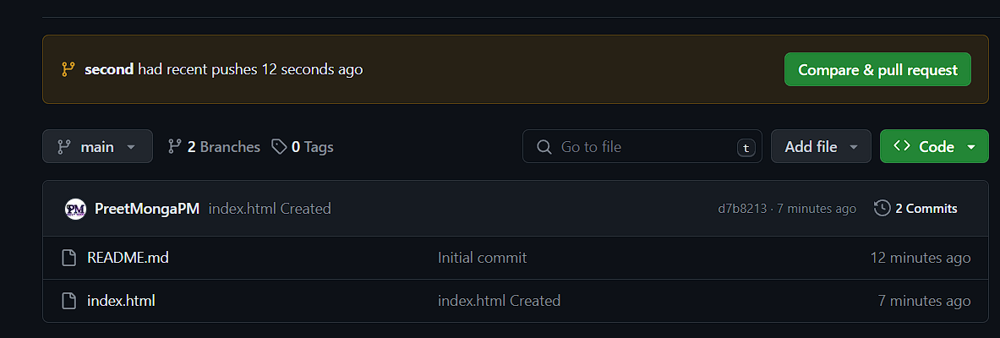 second had recent pushes 12 seconds ago Compare & pull request
main 2 Branches 0 Tags Go to file t Add file Code
PM PreetMongaPM index.html Created d7b8213 · 7 minutes ago 2 Commits
README.md Initial commit 12 minutes ago
index.html index.html Created 7 minutes ago